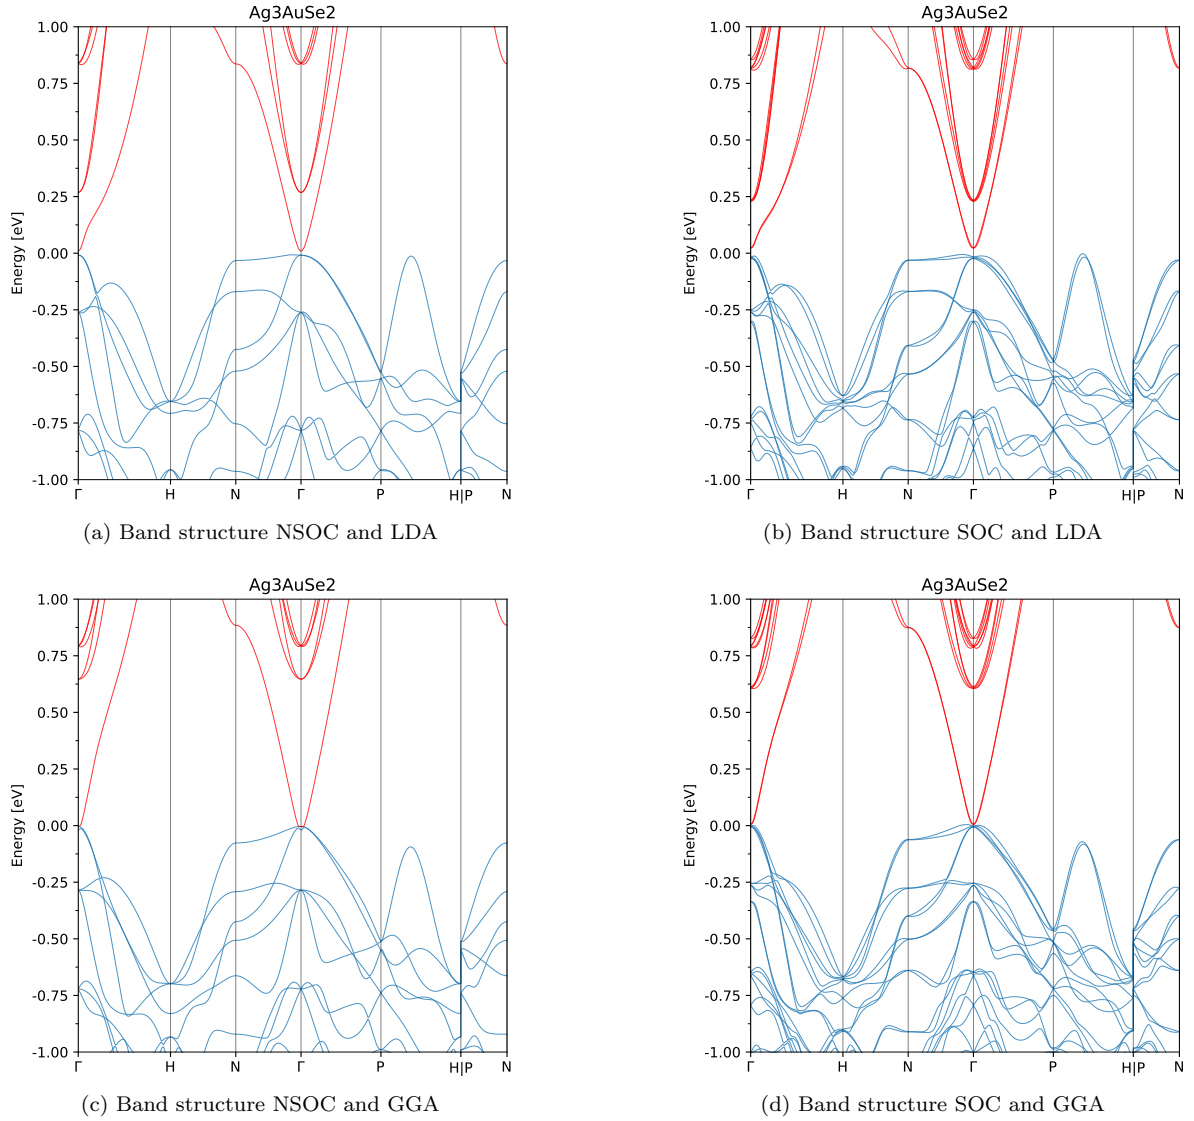 Ag3AuSe2
Energy [eV]
1.00
0.75
0.50
0.25
0.00
-0.25
-0.50
-0.75
-1.00
Γ H N Γ P H|P N
(a) Band structure NSOC and LDA
Ag3AuSe2
Energy [eV]
1.00
0.75
0.50
0.25
0.00
-0.25
-0.50
-0.75
-1.00
Γ H N Γ P H|P N
(b) Band structure SOC and LDA
Ag3AuSe2
Energy [eV]
1.00
0.75
0.50
0.25
0.00
-0.25
-0.50
-0.75
-1.00
Γ H N Γ P H|P N
(c) Band structure NSOC and GGA
Ag3AuSe2
Energy [eV]
1.00
0.75
0.50
0.25
0.00
-0.25
-0.50
-0.75
-1.00
Γ H N Γ P H|P N
(d) Band structure SOC and GGA